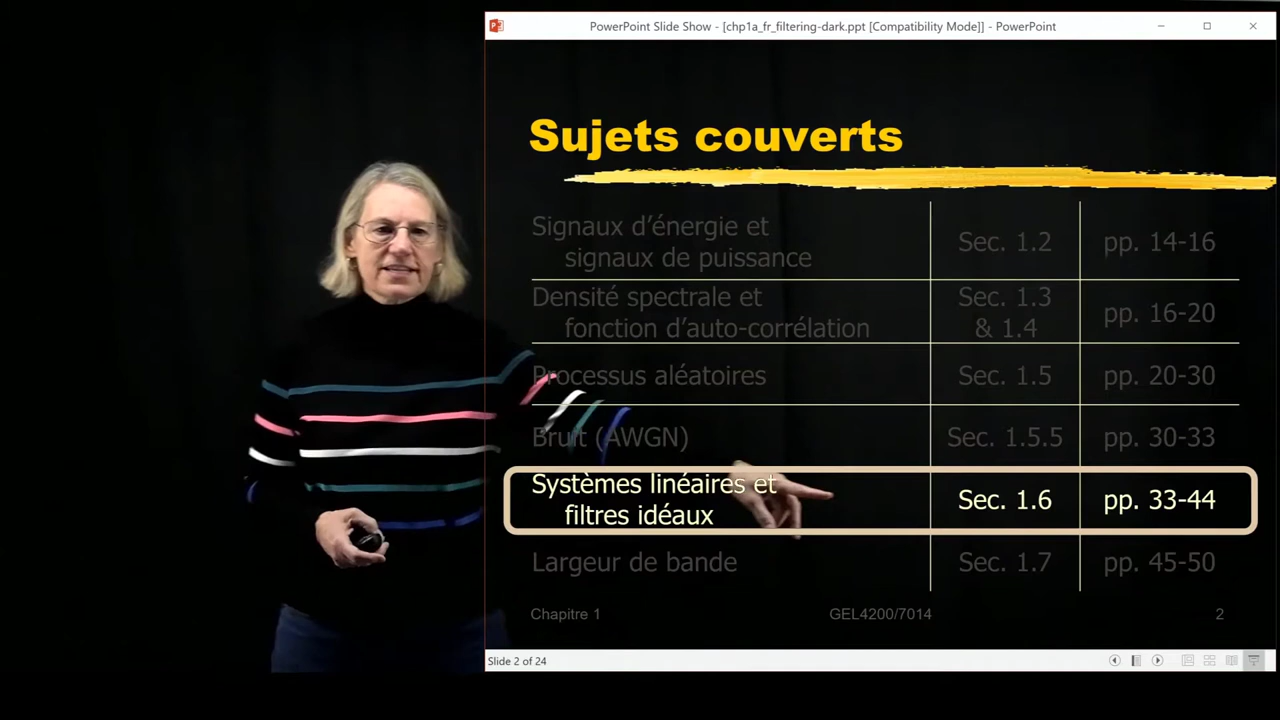 PowerPoint Slide Show - [chp1a_fr_filtering-dark.ppt [Compatibility Mode]] - PowerPoint
Sujets couverts
Signaux d'énergie et
signaux de puissance
Sec. 1.2
pp. 14-16
Densité spectrale et
fonction d'auto-corrélation
Sec. 1.3
& 1.4
pp. 16-20
Processus aléatoires
Sec. 1.5
pp. 20-30
Bruit (AWGN)
Sec. 1.5.5
pp. 30-33
Systèmes linéaires et
filtres idéaux
Sec. 1.6
pp. 33-44
Largeur de bande
Sec. 1.7
pp. 45-50
Chapitre 1
GEL4200/7014
2
Slide 2 of 24